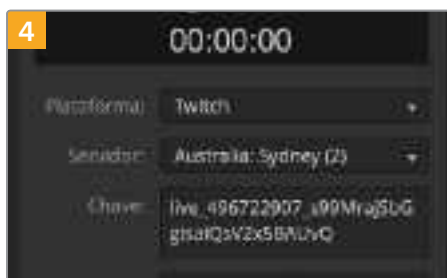 4
00:00:00
Plataforma: Twitch
Servidor: Australia: Sydney (2)
Chave: